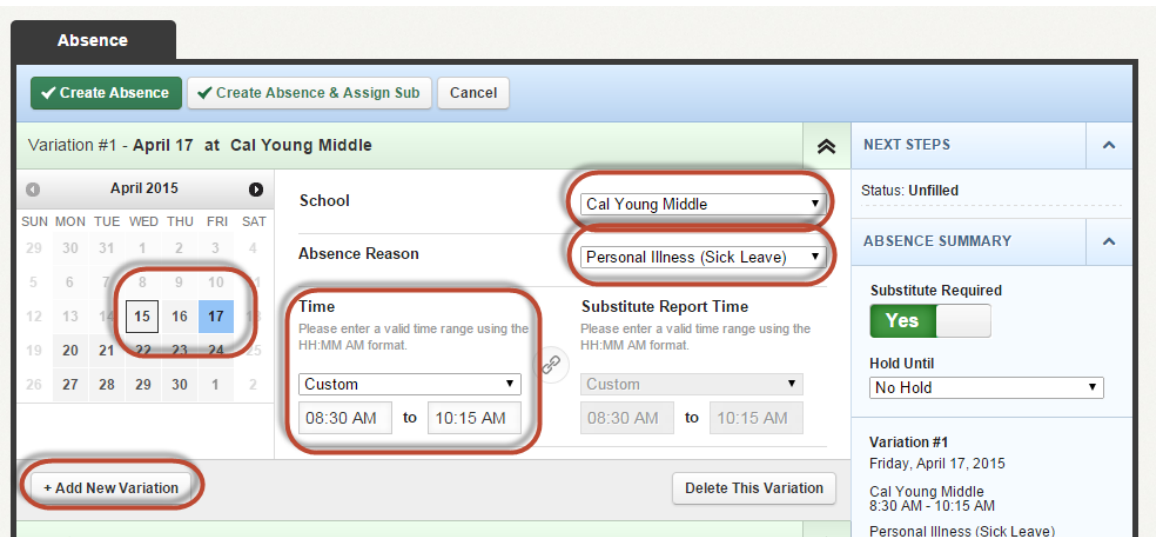 Absence
✔ Create Absence ✔ Create Absence & Assign Sub Cancel
Variation #1 - April 17 at Cal Young Middle
April 2015
SUN MON TUE WED THU FRI SAT
29 30 31 1 2 3 4
5 6 7 8 9 10
12 13 14 15 16 17
19 20 21 22 23 24 25
26 27 28 29 30 1 2
School
Cal Young Middle
Absence Reason
Personal Illness (Sick Leave)
Time
Please enter a valid time range using the
HH:MM AM format.
Custom
08:30 AM to 10:15 AM
Substitute Report Time
Please enter a valid time range using the
HH:MM AM format.
Custom
08:30 AM to 10:15 AM
+ Add New Variation
Delete This Variation
NEXT STEPS
Status: Unfilled
ABSENCE SUMMARY
Substitute Required
Yes
Hold Until
No Hold
Variation #1
Friday, April 17, 2015
Cal Young Middle
8:30 AM - 10:15 AM
Personal Illness (Sick Leave)